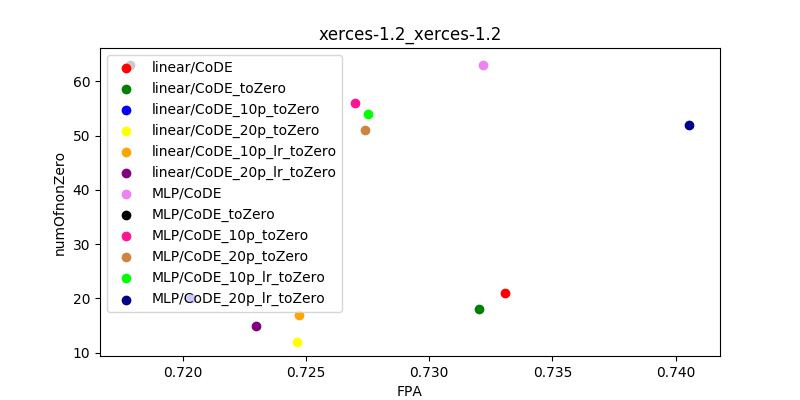 xerces-1.2_xerces-1.2
linear/CoDE
linear/CoDE_toZero
linear/CoDE_10p_toZero
linear/CoDE_20p_toZero
linear/CoDE_10p_lr_toZero
linear/CoDE_20p_lr_toZero
MLP/CoDE
MLP/CoDE_toZero
MLP/CoDE_10p_toZero
MLP/CoDE_20p_toZero
MLP/CoDE_10p_lr_toZero
MLP/CoDE_20p_lr_toZero
numOfnonZero
60
50
40
30
20
10
0.720 0.725 0.730 0.735 0.740
FPA